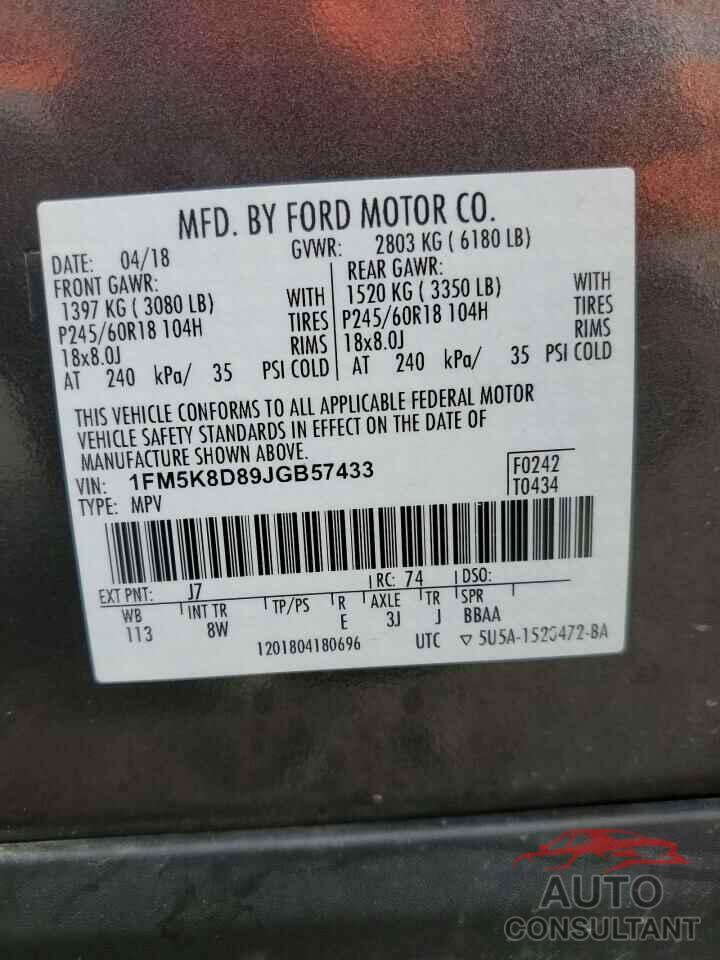 MFD. BY FORD MOTOR CO.
DATE: 04/18 GVWR: 2803 KG ( 6180 LB)
FRONT GAWR: REAR GAWR:
1397 KG ( 3080 LB) WITH 1520 KG ( 3350 LB) WITH
P245/60R18 104H TIRES P245/60R18 104H TIRES
18x8.0J RIMS 18x8.0J RIMS
AT 240 kPa/ 35 PSI COLD AT 240 kPa/ 35 PSI COLD
THIS VEHICLE CONFORMS TO ALL APPLICABLE FEDERAL MOTOR
VEHICLE SAFETY STANDARDS IN EFFECT ON THE DATE OF
MANUFACTURE SHOWN ABOVE.
VIN: 1FM5K8D89JGB57433 F0242
TYPE: MPV T0434
EXT PNT: J7 RC: 74 DSO:
WB INT TR TP/PS R AXLE TR SPR
113 8W E 3J J BBAA
1201804180696 UTC ▽ 5U5A-1520472-BA
AUTO
CONSULTANT